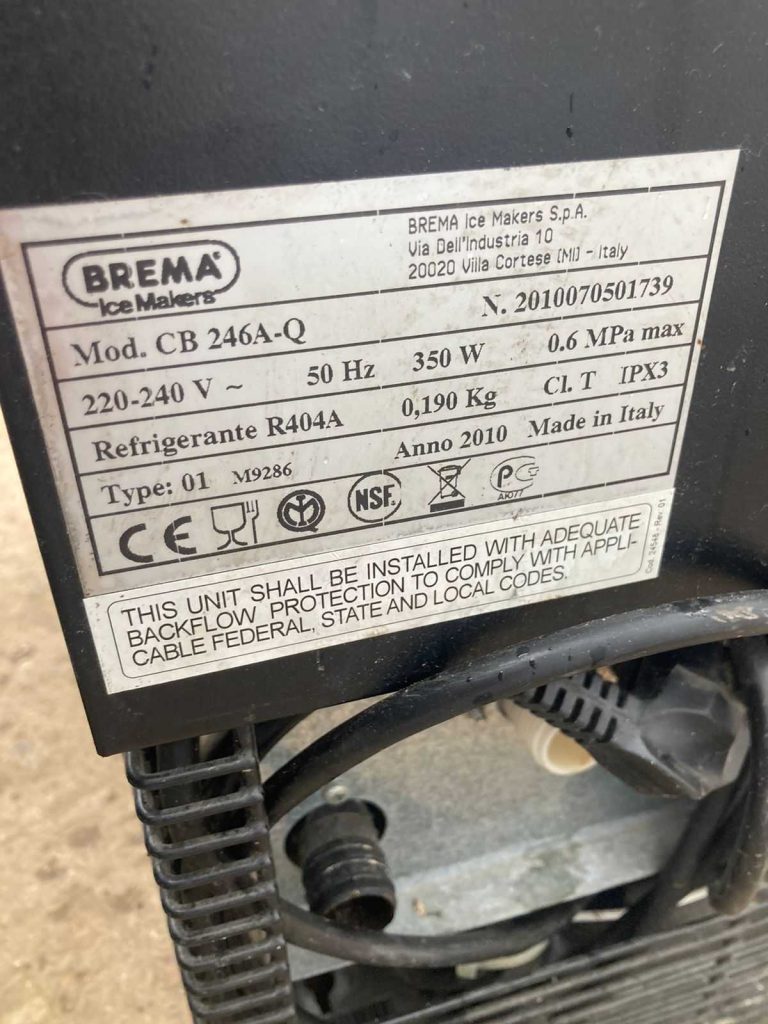 BREMA
Ice Makers
BREMA Ice Makers S.p.A.
Via Dell'Industria 10
20020 Villa Cortese (MI) - Italy
Mod. CB 246A-Q N. 2010070501739
220-240 V ~ 50 Hz 350 W 0.6 MPa max
Refrigerante R404A 0,190 Kg Cl. T IPX3
Type: 01 M9286 Anno 2010 Made in Italy
CE NSF.
THIS UNIT SHALL BE INSTALLED WITH ADEQUATE
BACKFLOW PROTECTION TO COMPLY WITH APPLI-
CABLE FEDERAL, STATE AND LOCAL CODES.